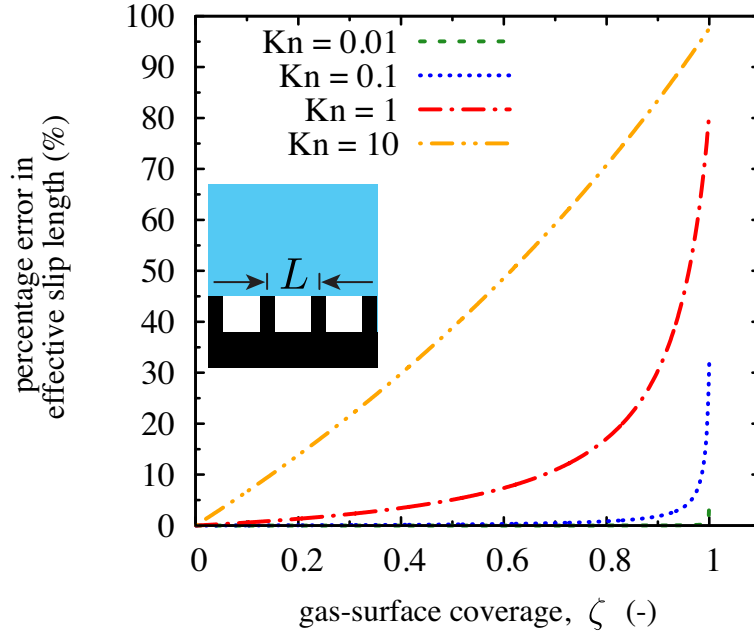 percentage error in
effective slip length (%)
100
90
80
70
60
50
40
30
20
10
0
Kn = 0.01
Kn = 0.1
Kn = 1
Kn = 10
L
0 0.2 0.4 0.6 0.8 1
gas-surface coverage, ζ (-)